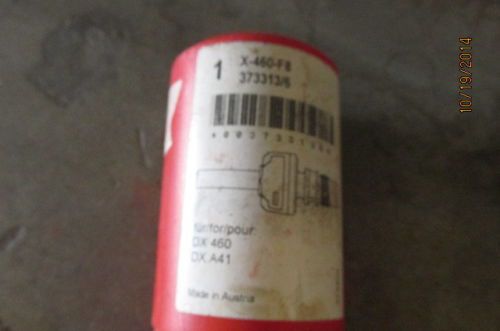 1 X-460-F8
373313/6
für/for/pour:
DX 460
DX A41
Made in Austria
10/19/2014